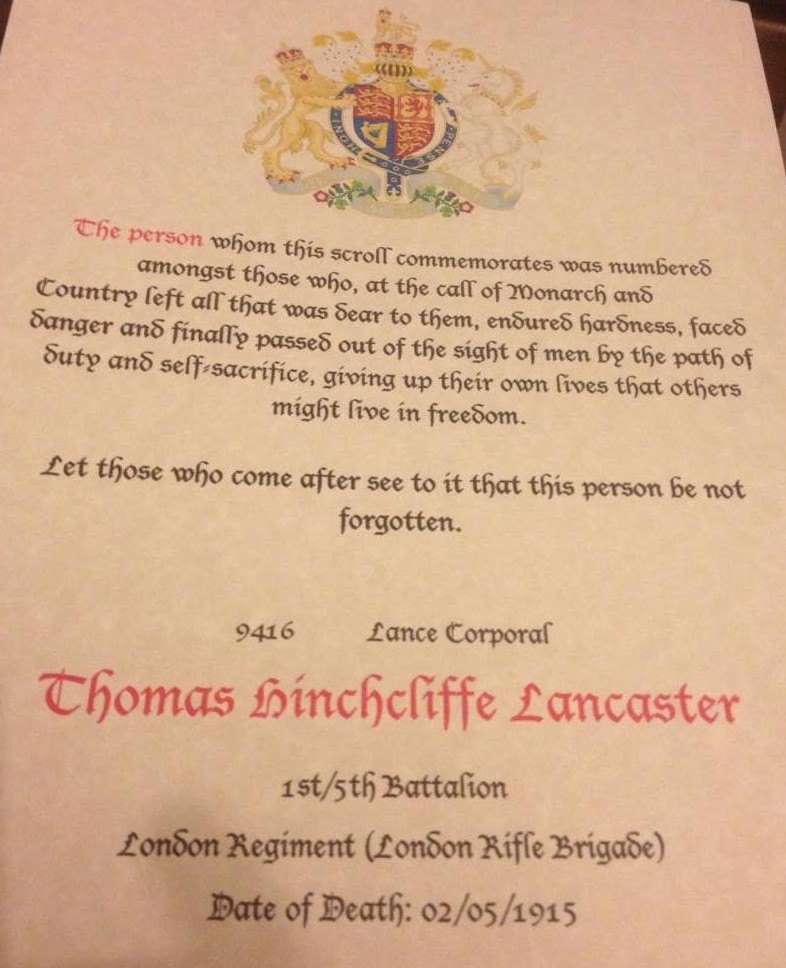 HONI PENSE
The person whom this scroll commemorates was numbered
amongst those who, at the call of Monarch and
Country left all that was dear to them, endured hardness, faced
danger and finally passed out of the sight of men by the path of
duty and self-sacrifice, giving up their own lives that others
might live in freedom.
Let those who come after see to it that this person be not
forgotten.
9416 Lance Corporal
Thomas Hinchcliffe Lancaster
1st/5th Battalion
London Regiment (London Rifle Brigade)
Date of Death: 02/05/1915